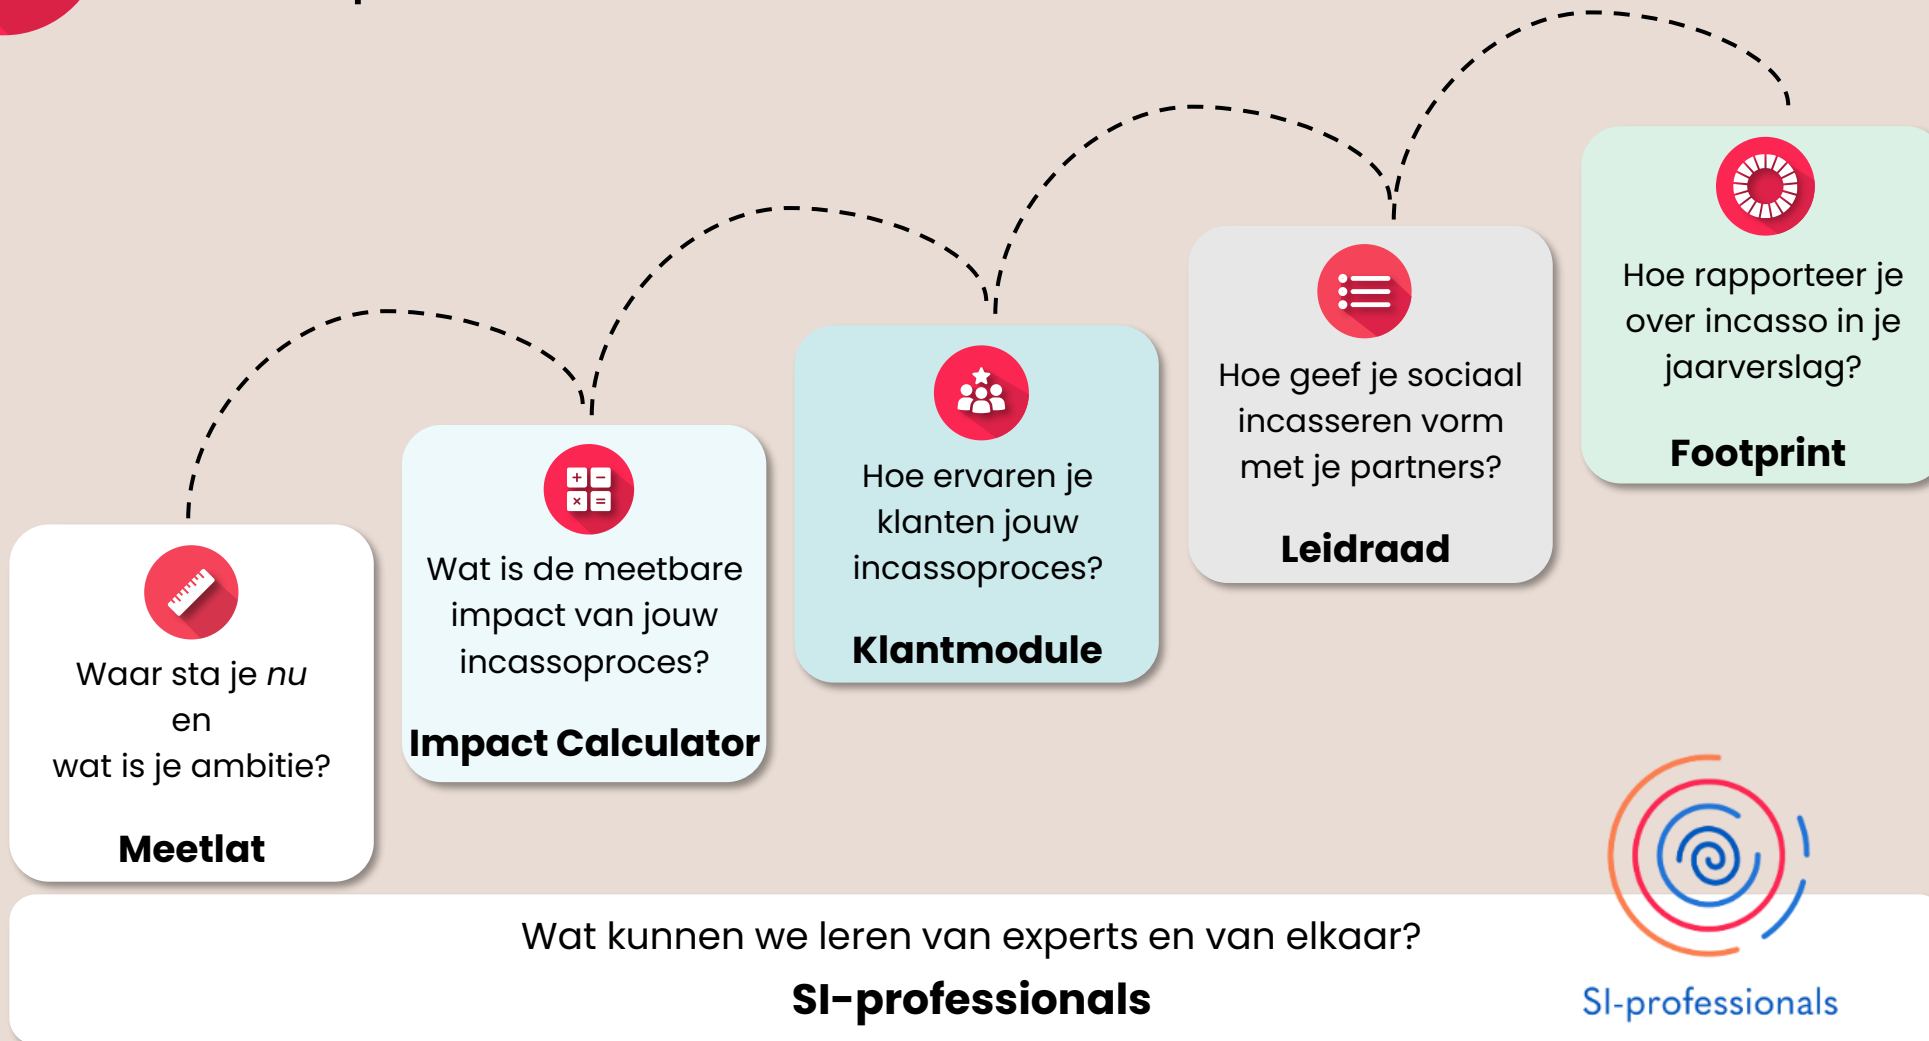 Waar sta je nu
en
wat is je ambitie?
Meetlat
Wat is de meetbare
impact van jouw
incassoproces?
Impact Calculator
Hoe ervaren je
klanten jouw
incassoproces?
Klantmodule
Hoe geef je sociaal
incasseren vorm
met je partners?
Leidraad
Hoe rapporteer je
over incasso in je
jaarverslag?
Footprint
Wat kunnen we leren van experts en van elkaar?
SI-professionals
SI-professionals